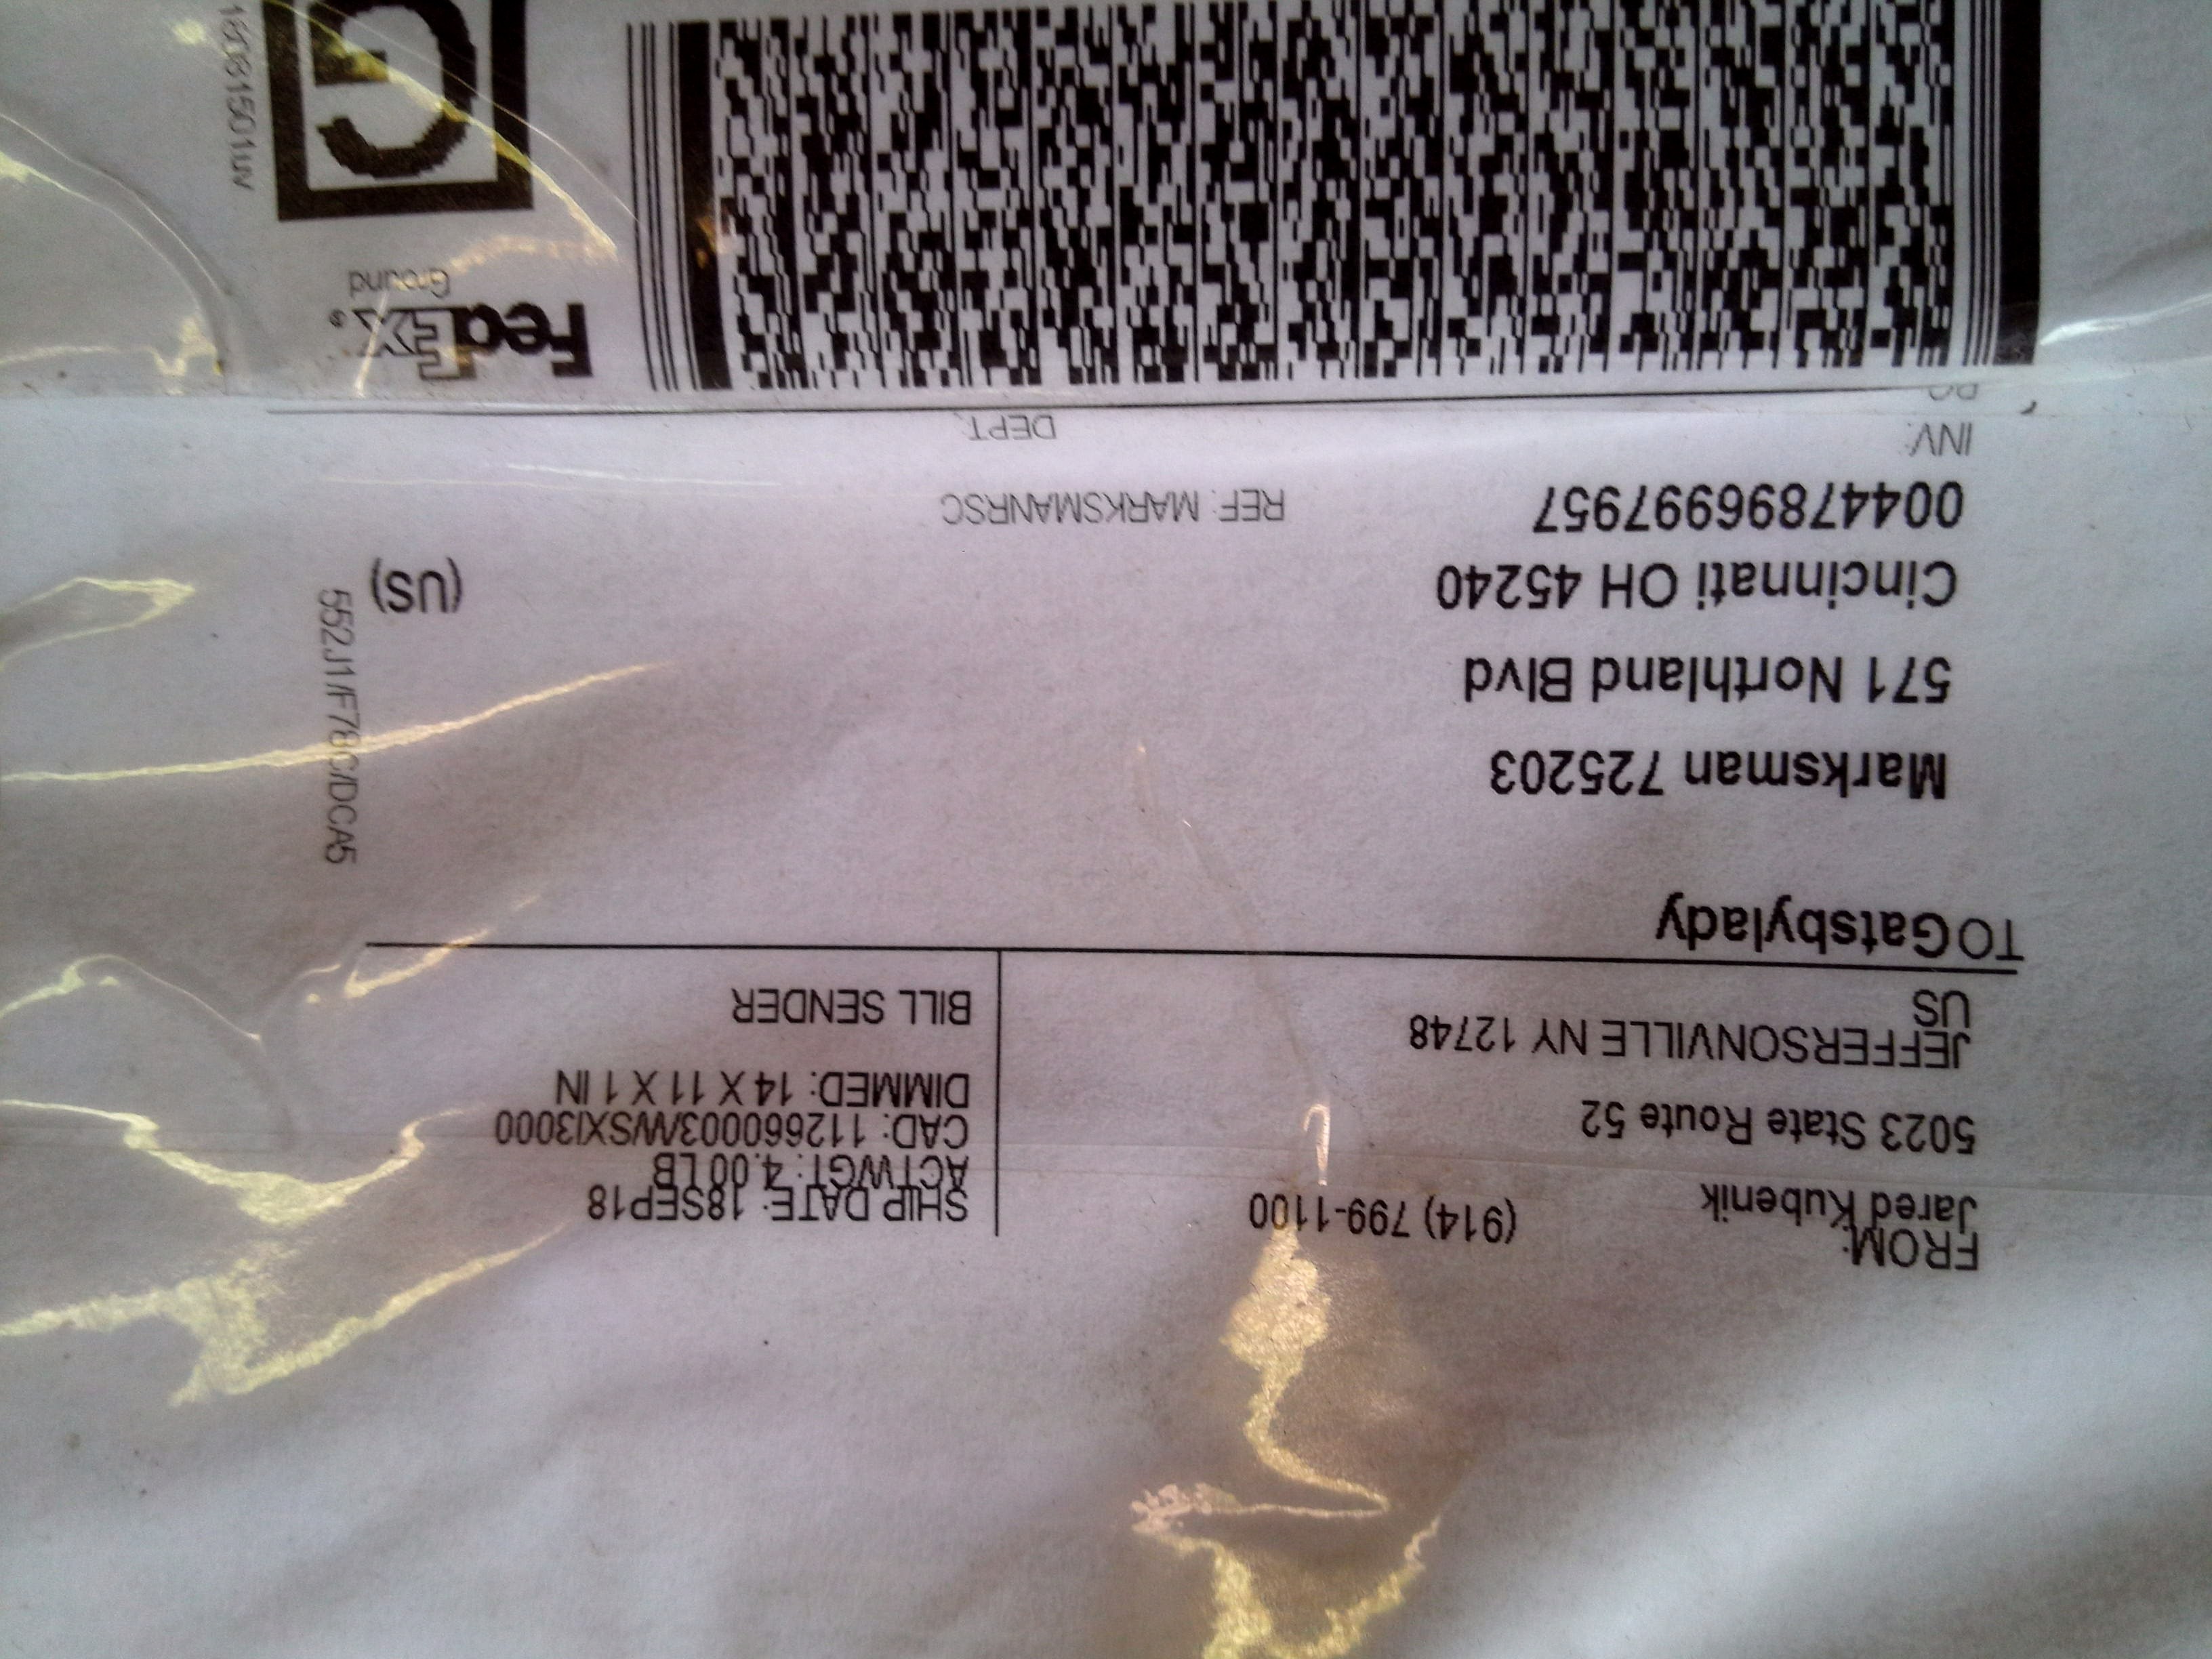 FROM:
Jared Kubenik (914) 799-1100
5023 State Route 52
JEFFERSONVILLE NY 12748
US
SHIP DATE: 18SEP18
ACTWGT: 4.00 LB
CAD: 112660003/WSXI3000
DIMMED: 14 X 11 X 1 IN
BILL SENDER
TO Gatsbylady
Marksman 725203
571 Northland Blvd
Cincinnati OH 45240
(US)
0044789699797957
REF: MARKSMANRSC
INV:
PO
DEPT:
552J1/F78C/DCA5
FedEx®
Ground
G